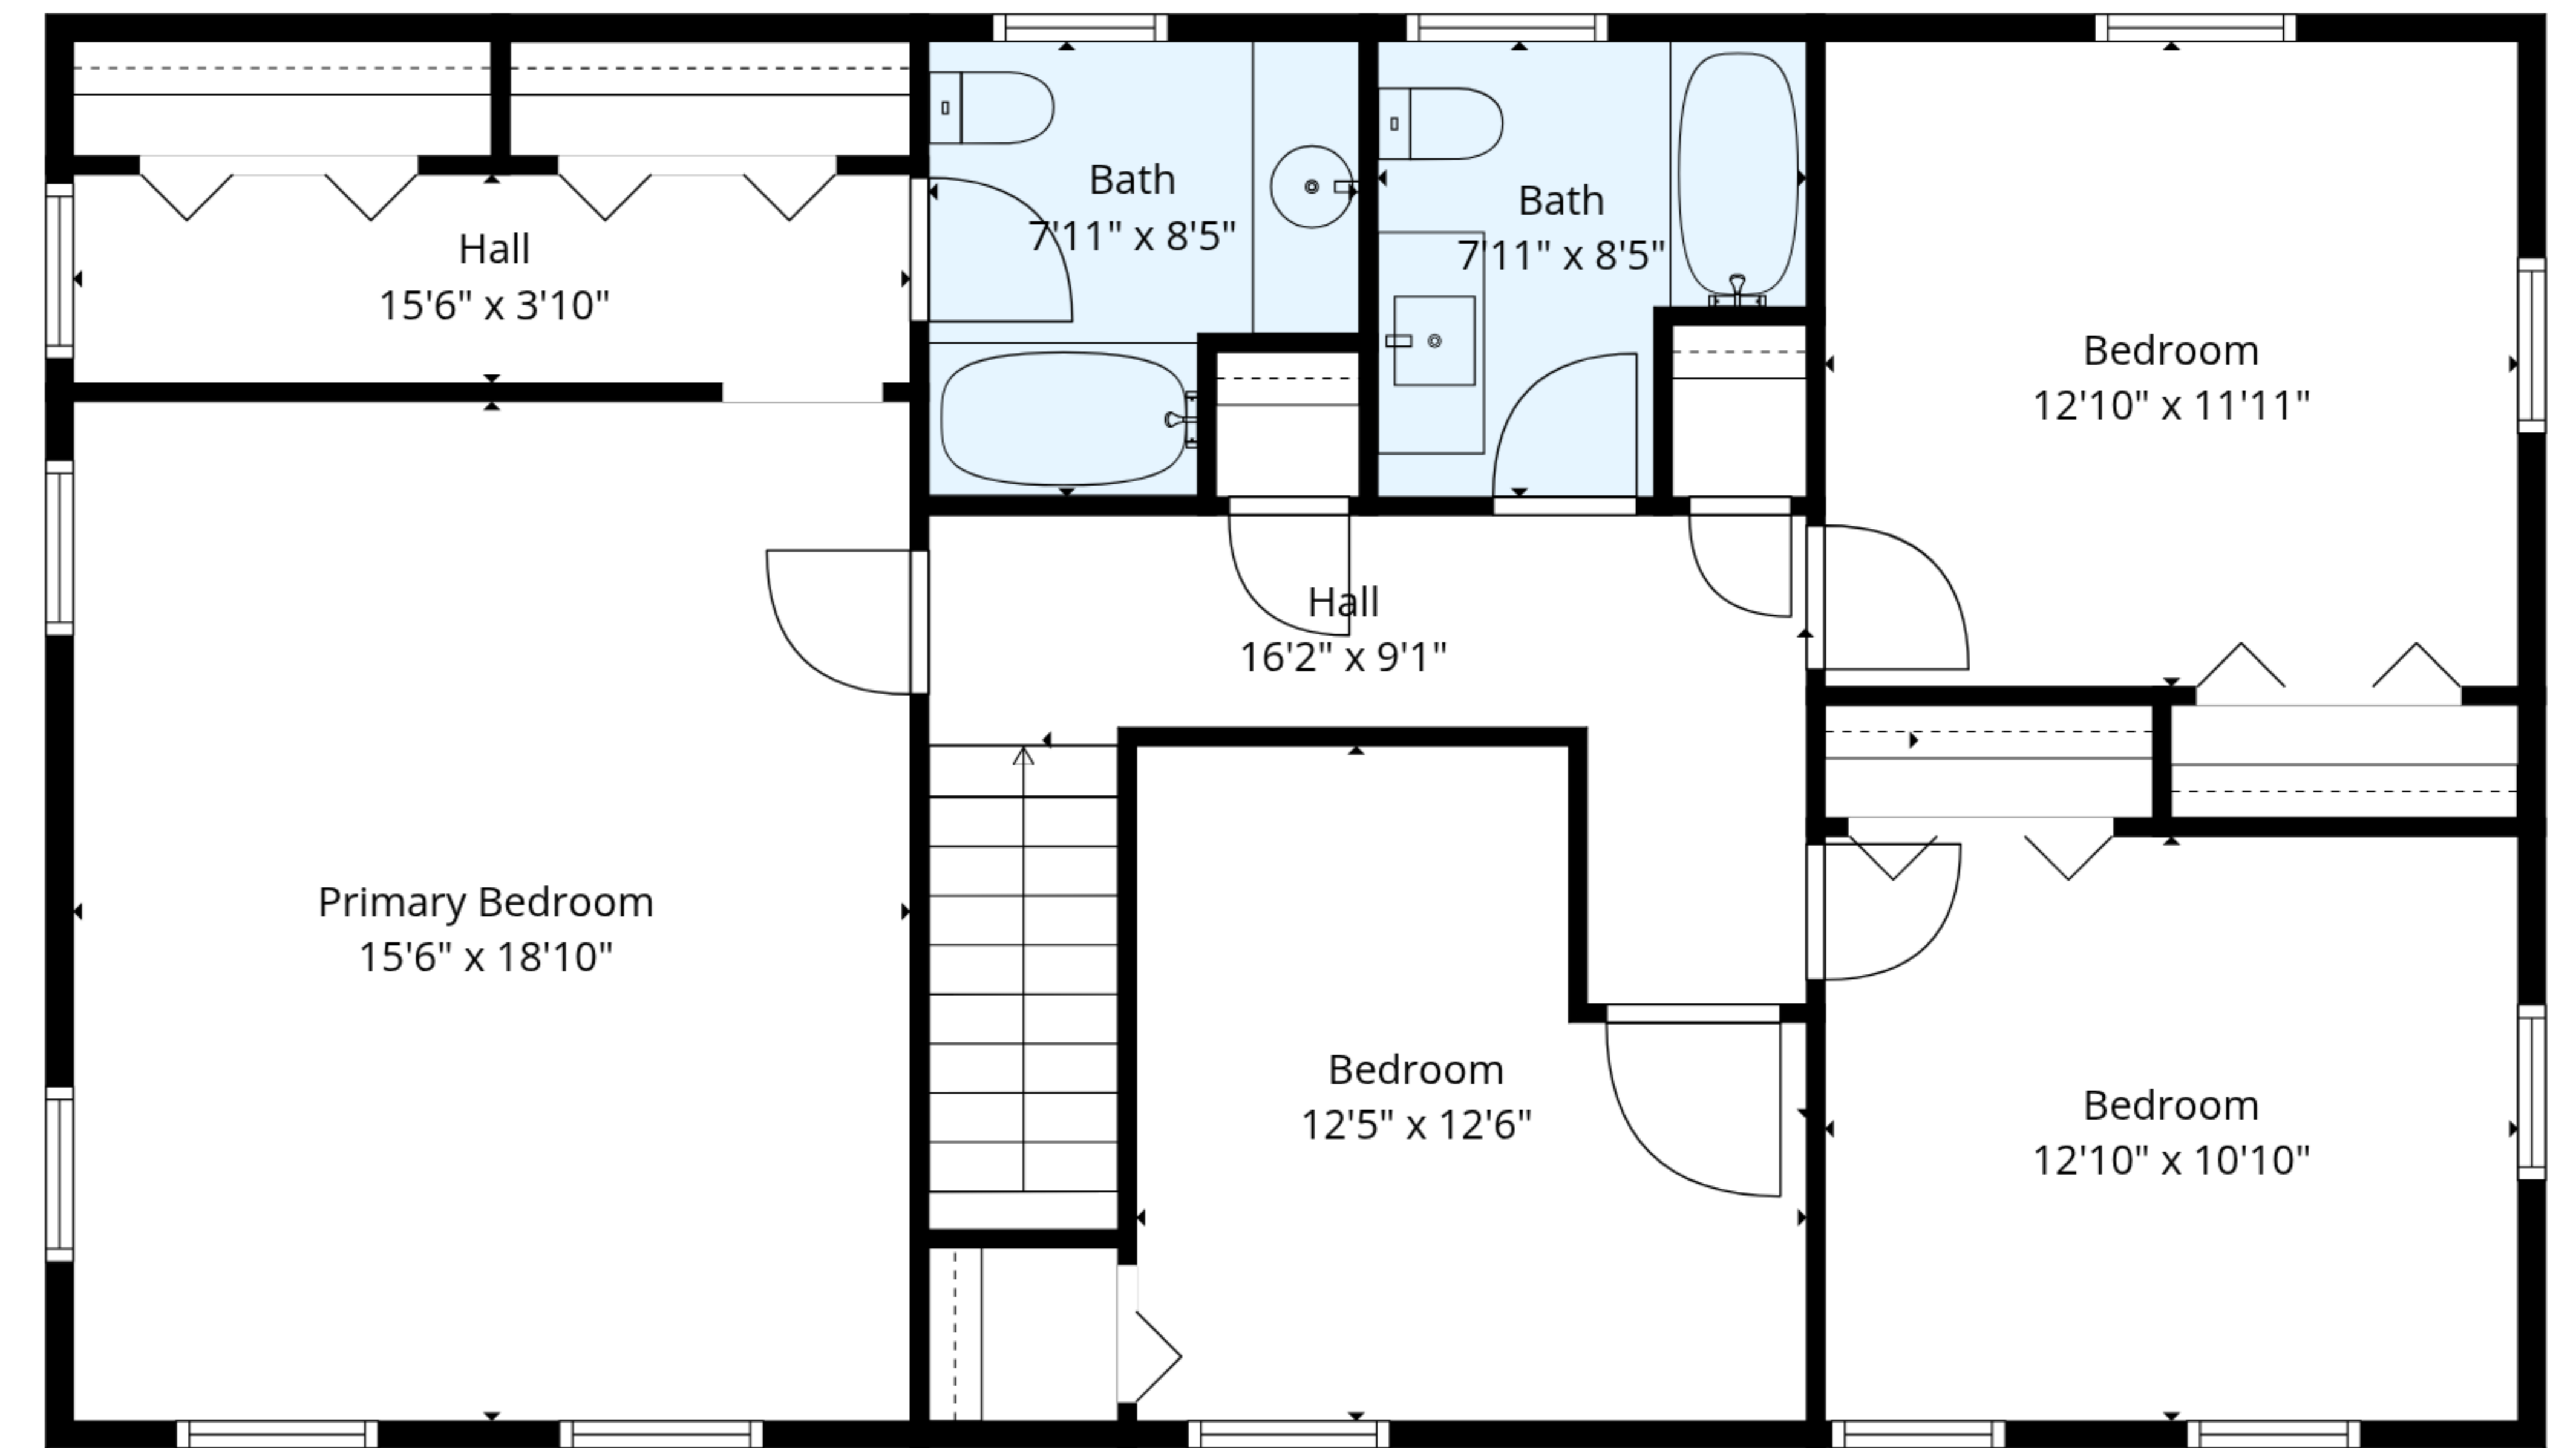 Bath
7'11" x 8'5"
Bath
7'11" x 8'5"
Hall
15'6" x 3'10"
Bedroom
12'10" x 11'11"
Hall
16'2" x 9'1"
Primary Bedroom
15'6" x 18'10"
Bedroom
12'5" x 12'6"
Bedroom
12'10" x 10'10"